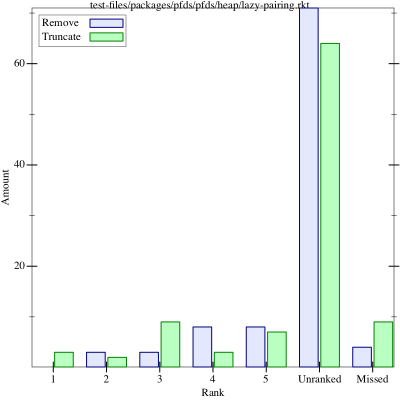 test-files/packages/pfds/pfds/heap/lazy-pairing.rkt
Remove
Truncate
60
40
20
Amount
1 2 3 4 5 Unranked Missed
Rank